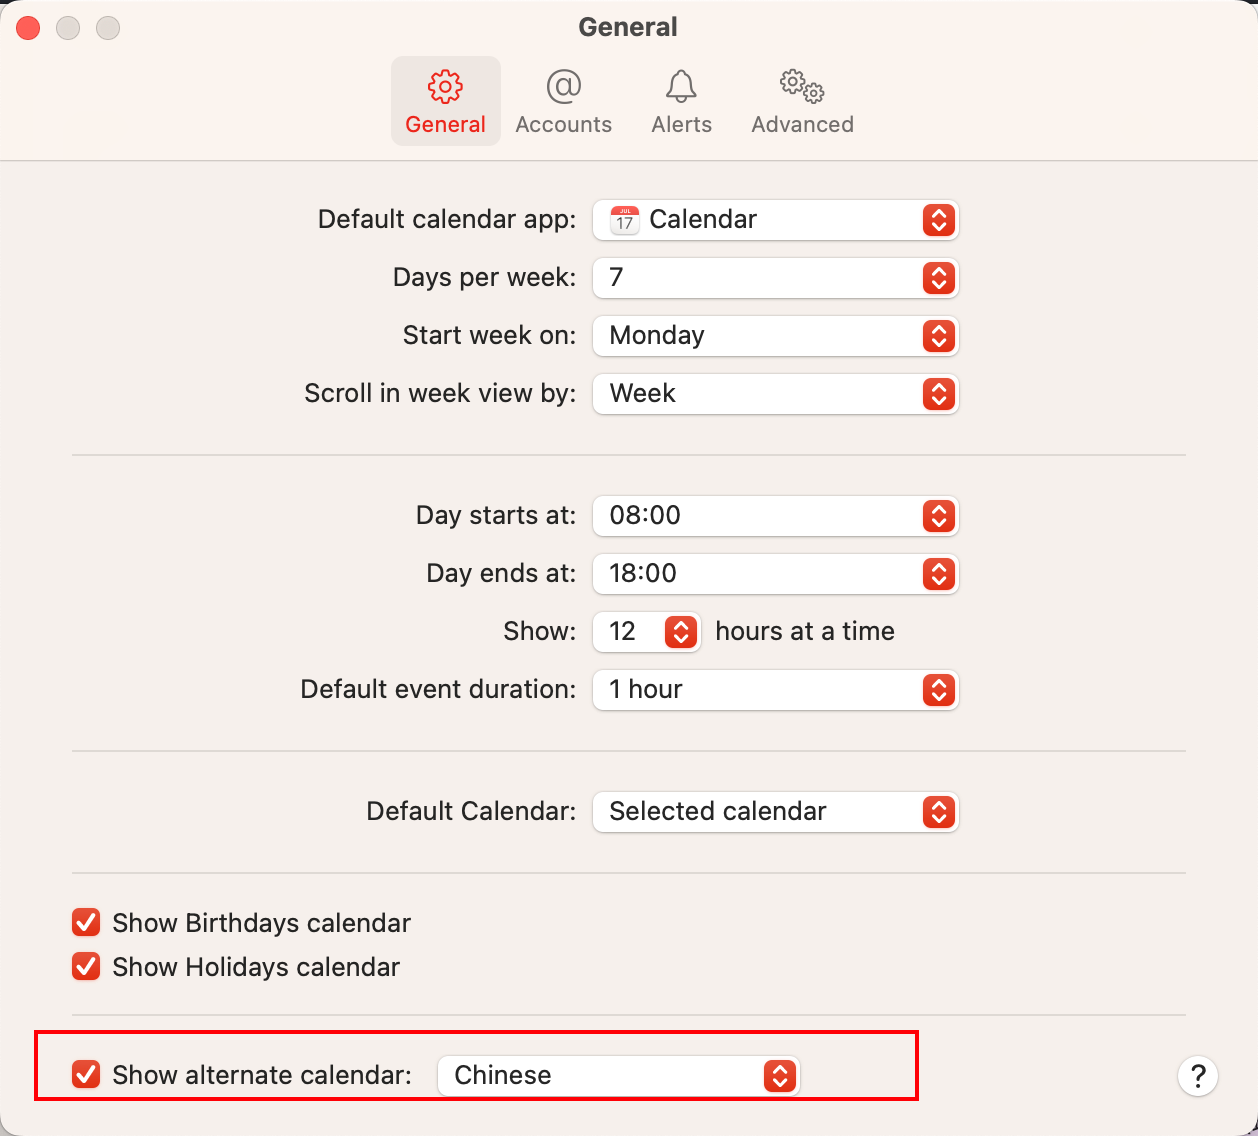 General
General Accounts Alerts Advanced
Default calendar app: JUL 17 Calendar
Days per week: 7
Start week on: Monday
Scroll in week view by: Week
Day starts at: 08:00
Day ends at: 18:00
Show: 12 hours at a time
Default event duration: 1 hour
Default Calendar: Selected calendar
Show Birthdays calendar
Show Holidays calendar
Show alternate calendar: Chinese ?